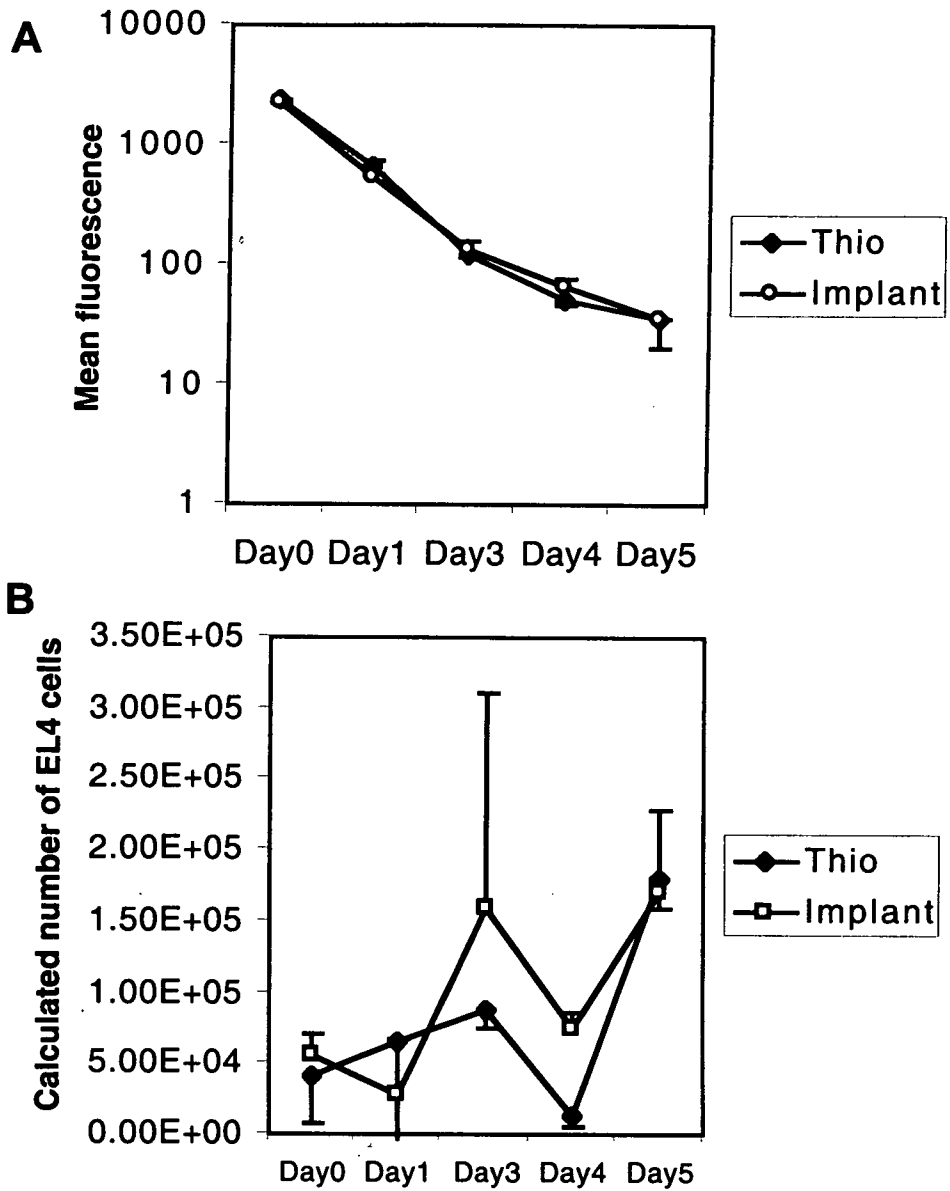 A
Mean fluorescence
10000
1000
100
10
1
Day0 Day1 Day3 Day4 Day5
Thio
Implant
B
Calculated number of EL4 cells
3.50E+05
3.00E+05
2.50E+05
2.00E+05
1.50E+05
1.00E+05
5.00E+04
0.00E+00
Day0 Day1 Day3 Day4 Day5
Thio
Implant